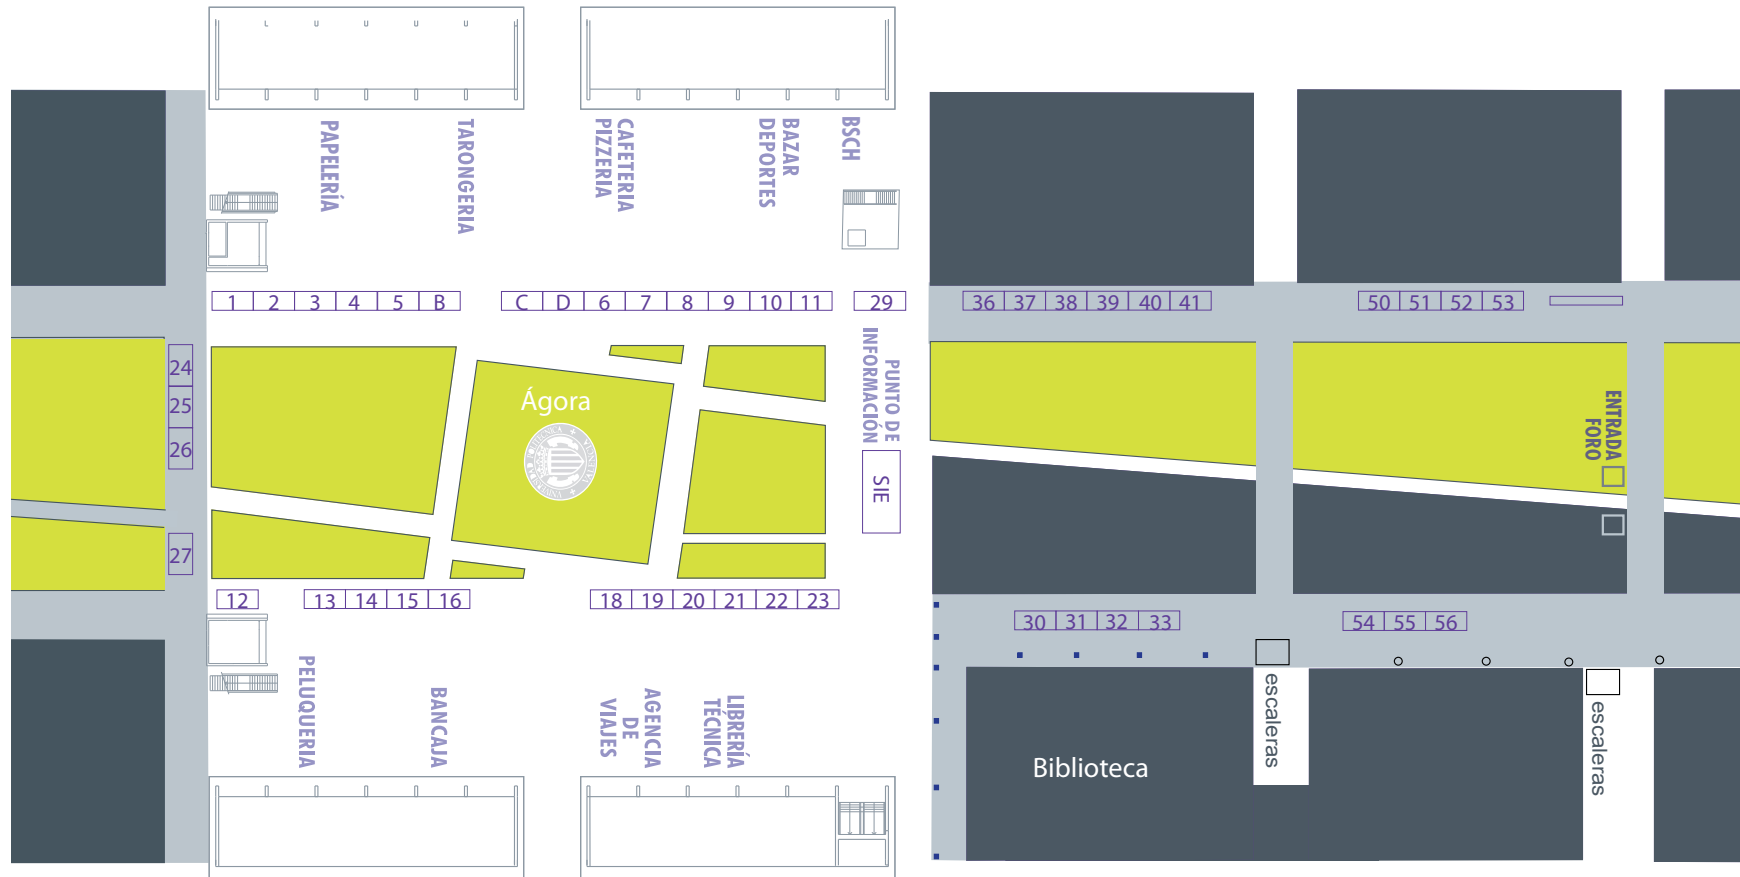 PAPELERÍA
TARONGERIA
CAFETERIA
PIZZERIA
BAZAR
DEPORTES
BSCH
1 2 3 4 5 B
C D 6 7 8 9 10 11
29
36 37 38 39 40 41
50 51 52 53
24
25
26
27
Ágora
PUNTO DE
INFORMACIÓN
SIE
ENTRADA
FORO
12
13 14 15 16
18 19 20 21 22 23
30 31 32 33
54 55 56
PELUQUERIA
BANCAJA
AGENCIA
DE
VIAJES
LIBRERÍA
TÉCNICA
escaleras
escaleras
Biblioteca